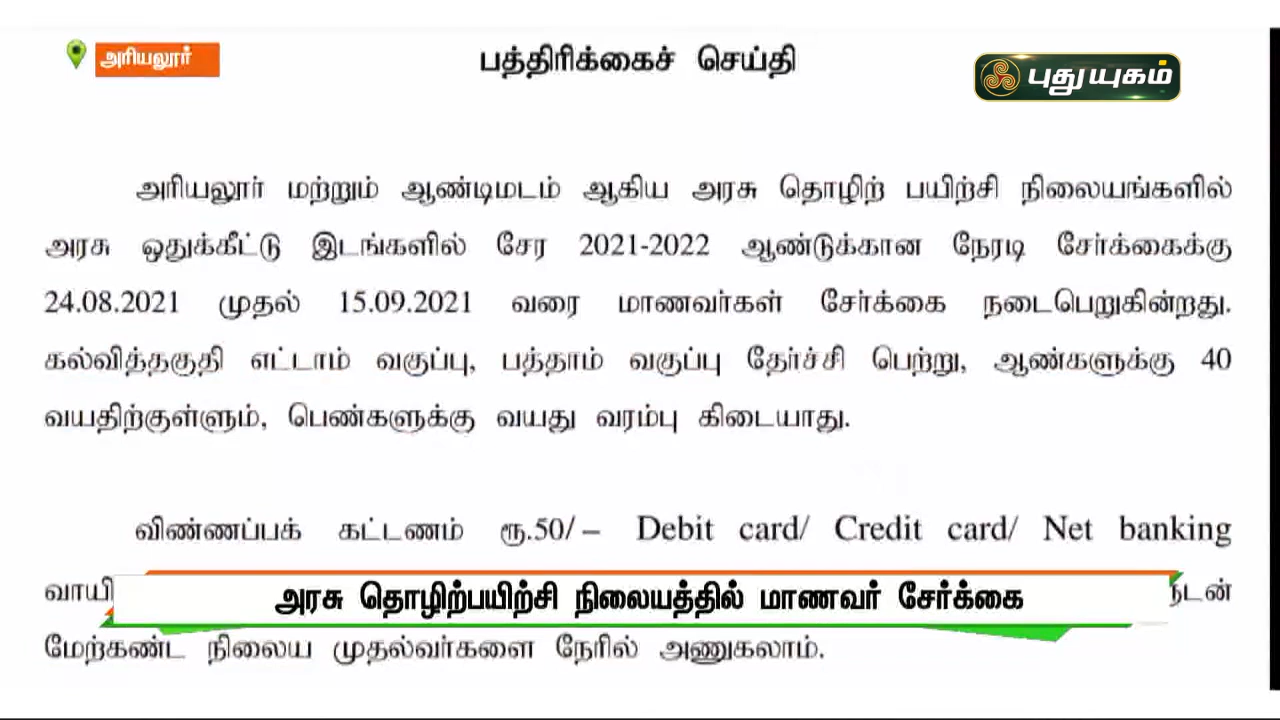 அரியலூர்
பத்திரிக்கைச் செய்தி
புதுயுகம்
அரியலூர் மற்றும் ஆண்டிமடம் ஆகிய அரசு தொழிற் பயிற்சி நிலையங்களில்
அரசு ஒதுக்கீட்டு இடங்களில் சேர 2021-2022 ஆண்டுக்கான நேரடி சேர்க்கைக்கு
24.08.2021 முதல் 15.09.2021 வரை மாணவர்கள் சேர்க்கை நடைபெறுகின்றது.
கல்வித்தகுதி எட்டாம் வகுப்பு, பத்தாம் வகுப்பு தேர்ச்சி பெற்று, ஆண்களுக்கு 40
வயதிற்குள்ளும், பெண்களுக்கு வயது வரம்பு கிடையாது.
விண்ணப்பக் கட்டணம் ரூ.50/– Debit card/ Credit card/ Net banking
அரசு தொழிற்பயிற்சி நிலையத்தில் மாணவர் சேர்க்கை
மேற்கண்ட நிலைய முதல்வர்களை நேரில் அணுகலாம்.